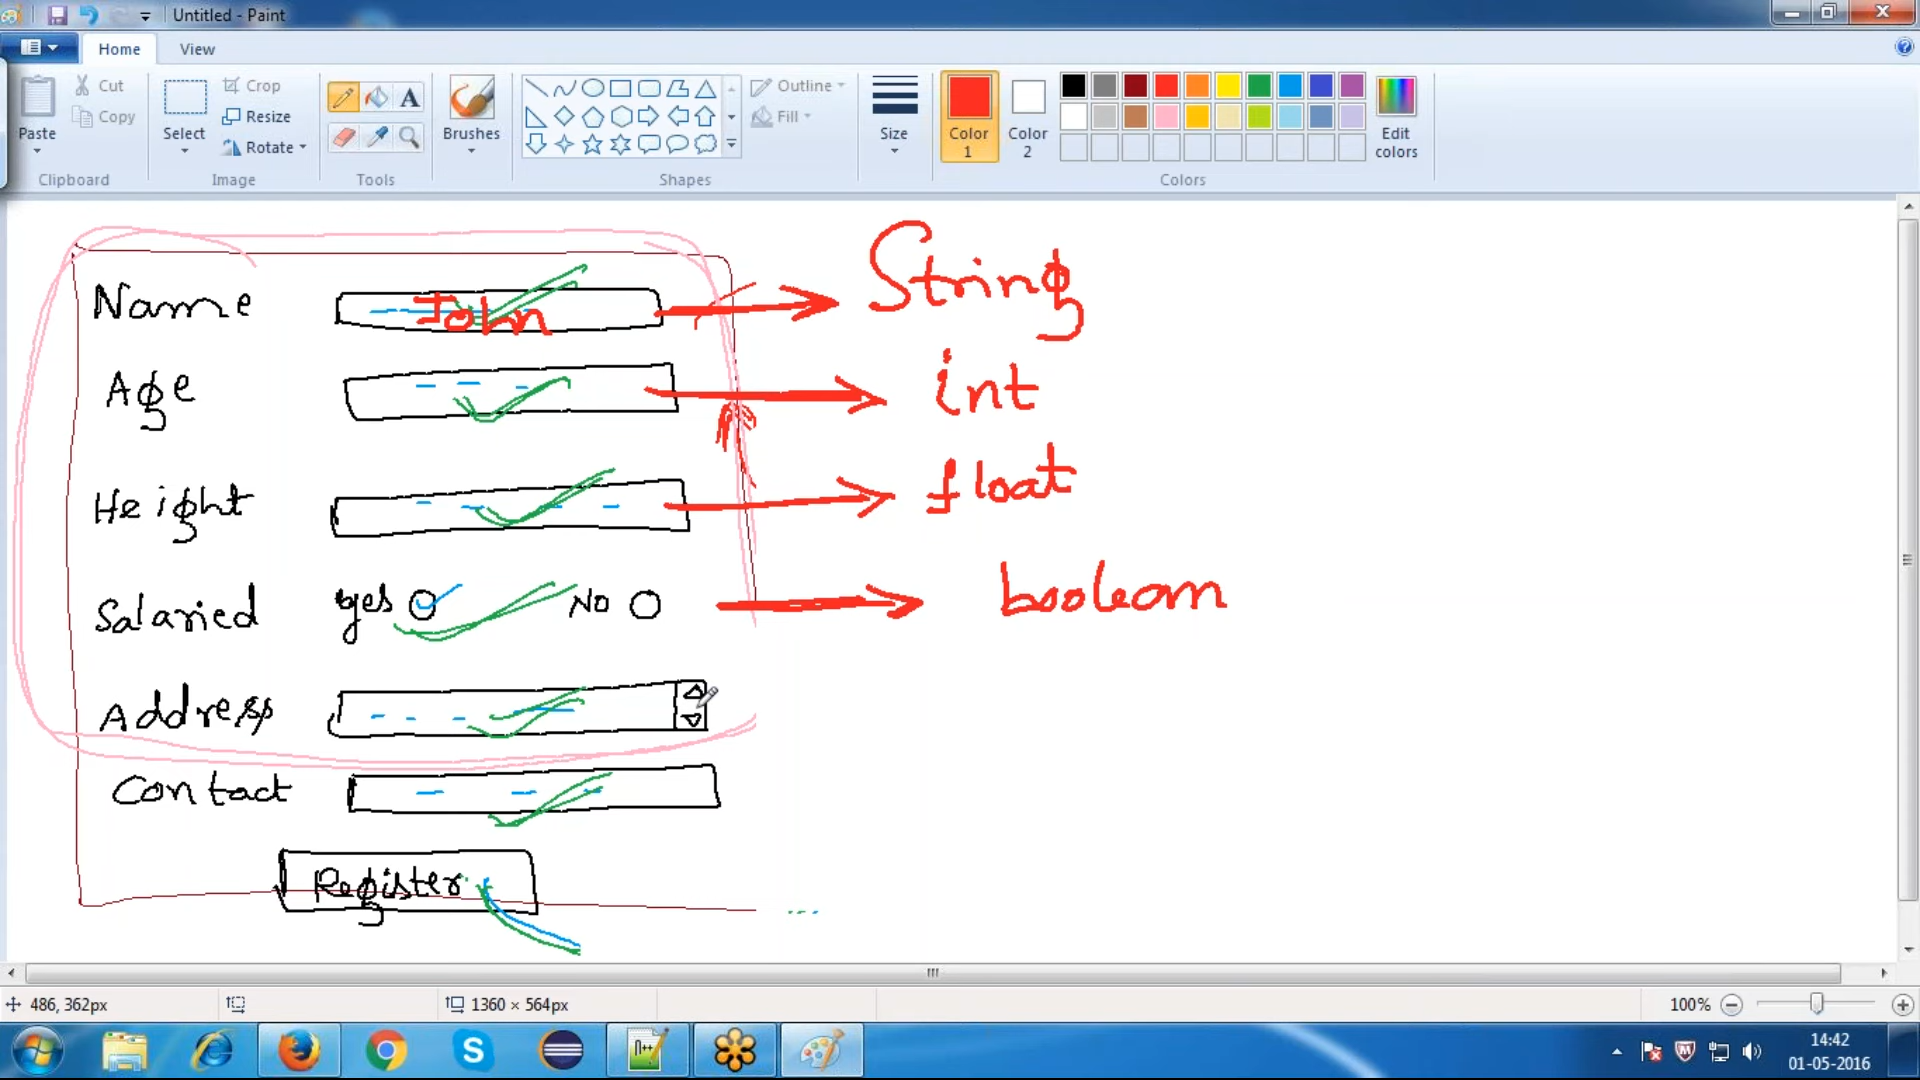 Untitled - Paint
Home View
Paste
Cut
Copy
Clipboard
Select
Crop
Resize
Rotate
Image
Tools
A
Brushes
Shapes
Outline
Fill
Size
Color 1
Color 2
Edit colors
Colors
Name John String
Age int
Height float
Salaried yes No boolean
Address
Contact
Register
486, 362px
1360 × 564px
100%
14:42
01-05-2016